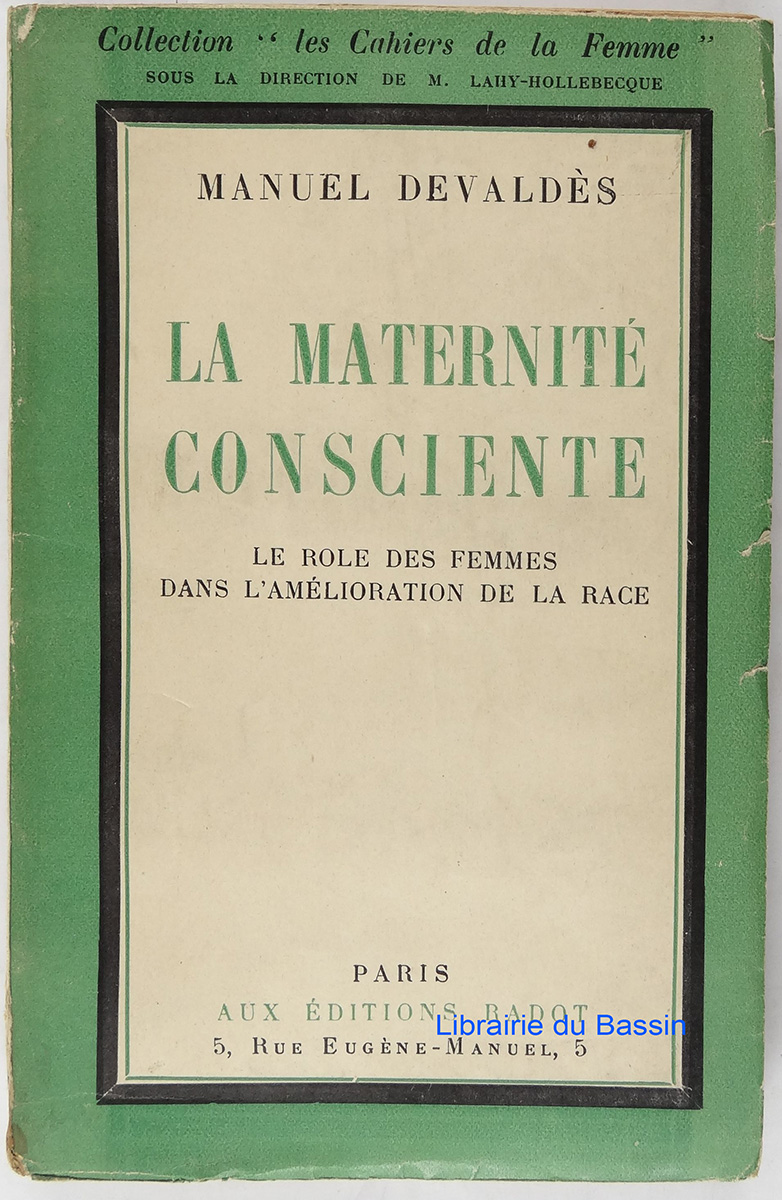 Collection “ les Cahiers de la Femme ”
SOUS LA DIRECTION DE M. LAHY-HOLLEBECQUE
MANUEL DEVALDÈS
LA MATERNITÉ
CONSCIENTE
LE ROLE DES FEMMES
DANS L'AMÉLIORATION DE LA RACE
PARIS
AUX ÉDITIONS RADOT
Librairie du Bassin
5, RUE EUGÈNE-MANUEL, 5